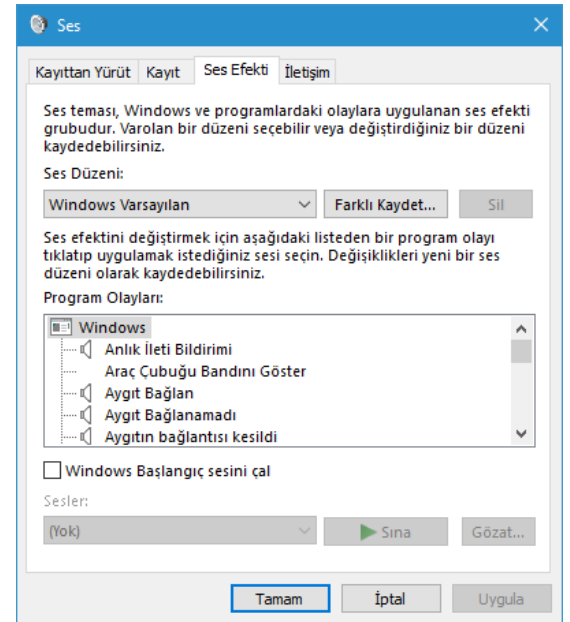 Ses
Kayıttan Yürüt Kayıt Ses Efekti İletişim
Ses teması, Windows ve programlardaki olaylara uygulanan ses efekti
grubudur. Varolan bir düzeni seçebilir veya değiştirdiğiniz bir düzeni
kaydedebilirsiniz.
Ses Düzeni:
Windows Varsayılan Farklı Kaydet... Sil
Ses efektini değiştirmek için aşağıdaki listeden bir program olayı
tıklatıp uygulamak istediğiniz sesi seçin. Değişiklikleri yeni bir ses
düzeni olarak kaydedebilirsiniz.
Program Olayları:
Windows
Anlık İleti Bildirimi
Araç Çubuğu Bandını Göster
Aygıt Bağlan
Aygıt Bağlanamadı
Aygıtın bağlantısı kesildi
Windows Başlangıç sesini çal
Sesler:
(Yok) Sına Gözat...
Tamam İptal Uygula